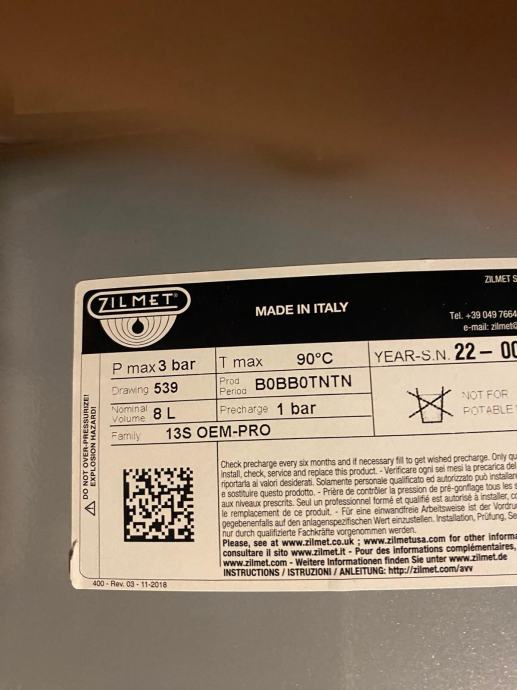 ZILMET®
MADE IN ITALY
ZILMET S
Tel. +39 049 7664
e-mail: zilmet@
P max 3 bar
T max 90°C
YEAR-S.N. 22 – 00
Drawing 539
Prod Period B0BB0TNTN
Nominal Volume 8 L
Precharge 1 bar
NOT FOR
POTABLE
Family 13S OEM-PRO
⚠ DO NOT OVER-PRESSURIZE!
EXPLOSION HAZARD!
Check precharge every six months and if necessary fill to get wished precharge. Only qu
install, check, service and replace this product. - Verificare ogni sei mesi la precarica del
riportarla ai valori desiderati. Solamente personale qualificato ed autorizzato può installare
e sostituire questo prodotto. - Prière de contrôler la pression de pré-gonflage tous les s
aux niveaux prescrits. Seul un professionnel formé et qualifié est autorisé à installer, co
le remplacement de ce produit. - Für eine einwandfreie Arbeitsweise ist der Vordru
gegebenenfalls auf den anlagenspezifischen Wert einzustellen. Installation, Prüfung, Se
nur durch qualifizierte Fachkräfte vorgenommen werden.
Please, see at www.zilmet.co.uk ; www.zilmetusa.com for other informa
consultare il sito www.zilmet.it - Pour des informations complémentaires,
www.zilmet.com - Weitere Informationen finden Sie unter www.zilmet.de
INSTRUCTIONS / ISTRUZIONI / ANLEITUNG: http://zilmet.com/avv
400 - Rev. 03 - 11-2018